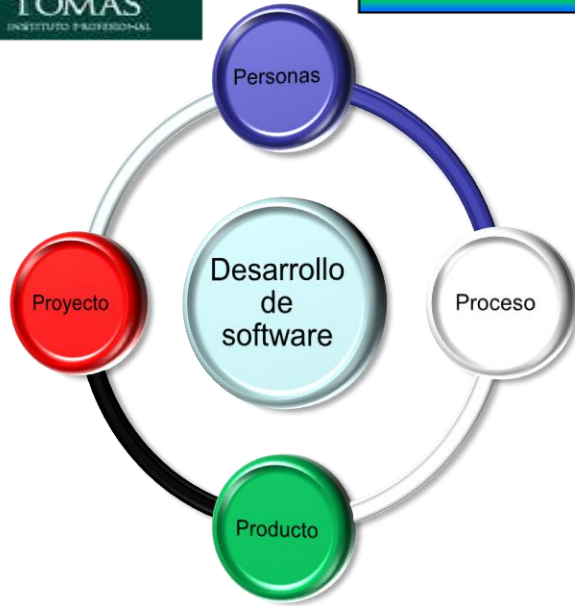 TOMAS
INSTITUTO PROFESIONAL
Personas
Proyecto
Desarrollo
de
software
Proceso
Producto